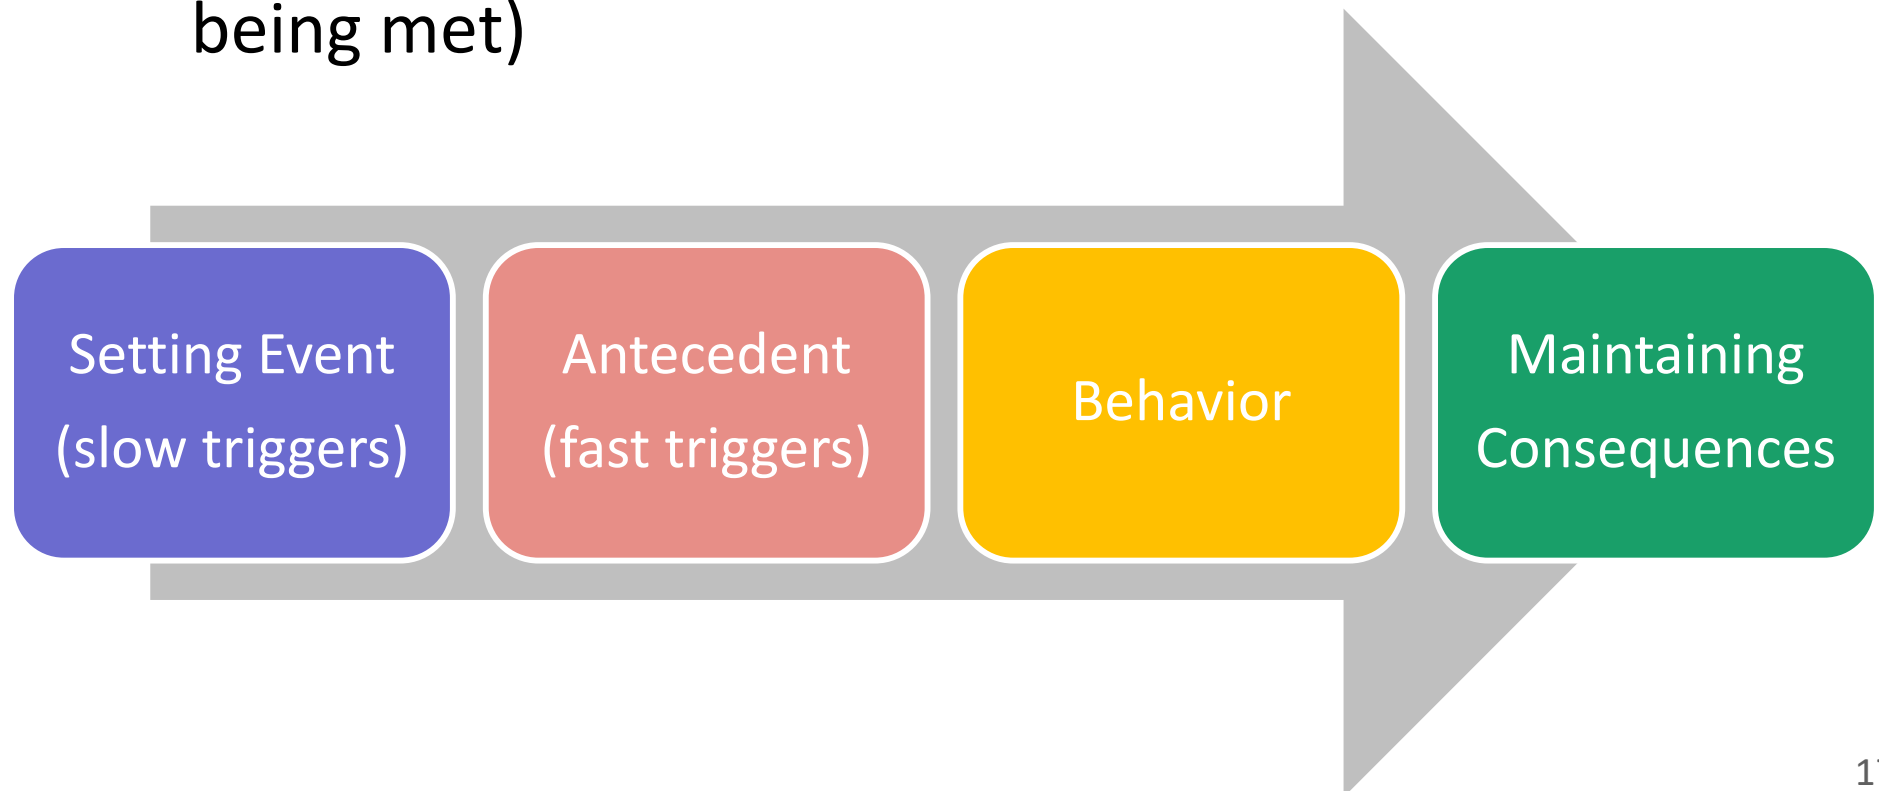 being met)
Setting Event
(slow triggers)
Antecedent
(fast triggers)
Behavior
Maintaining
Consequences